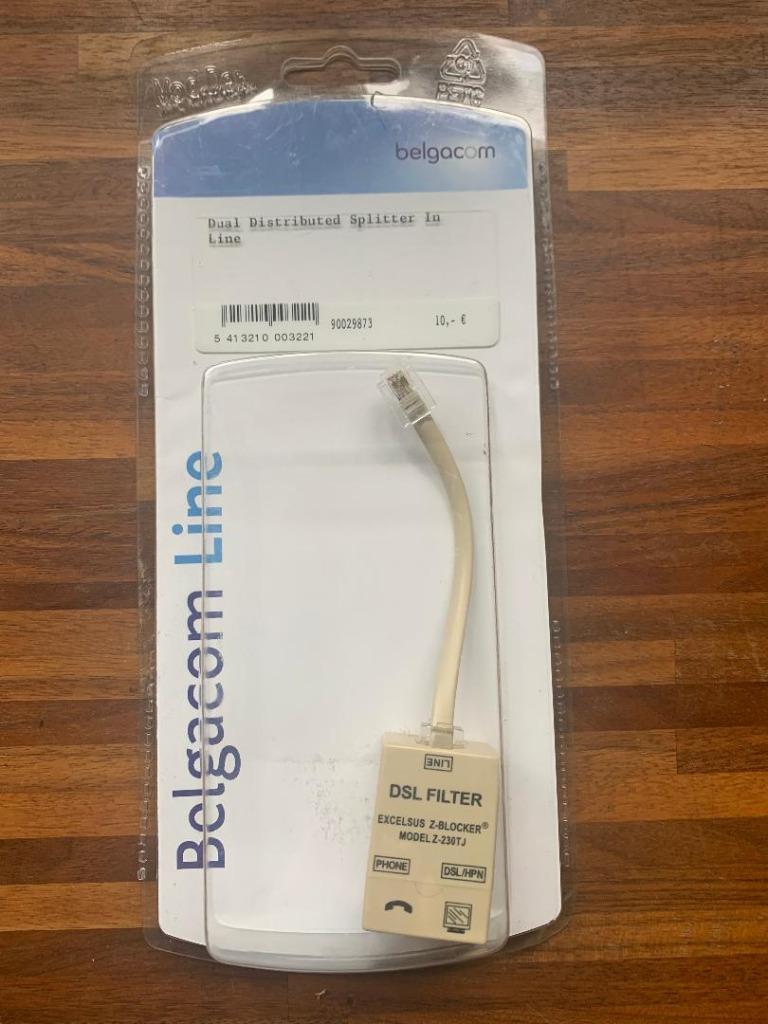 belgacom
Dual Distributed Splitter In
Line
5 413210 003221
90029873
10,- €
Belgacom Line
LINE
DSL FILTER
EXCELSUS Z-BLOCKER®
MODEL Z-230TJ
PHONE
DSL/HPN